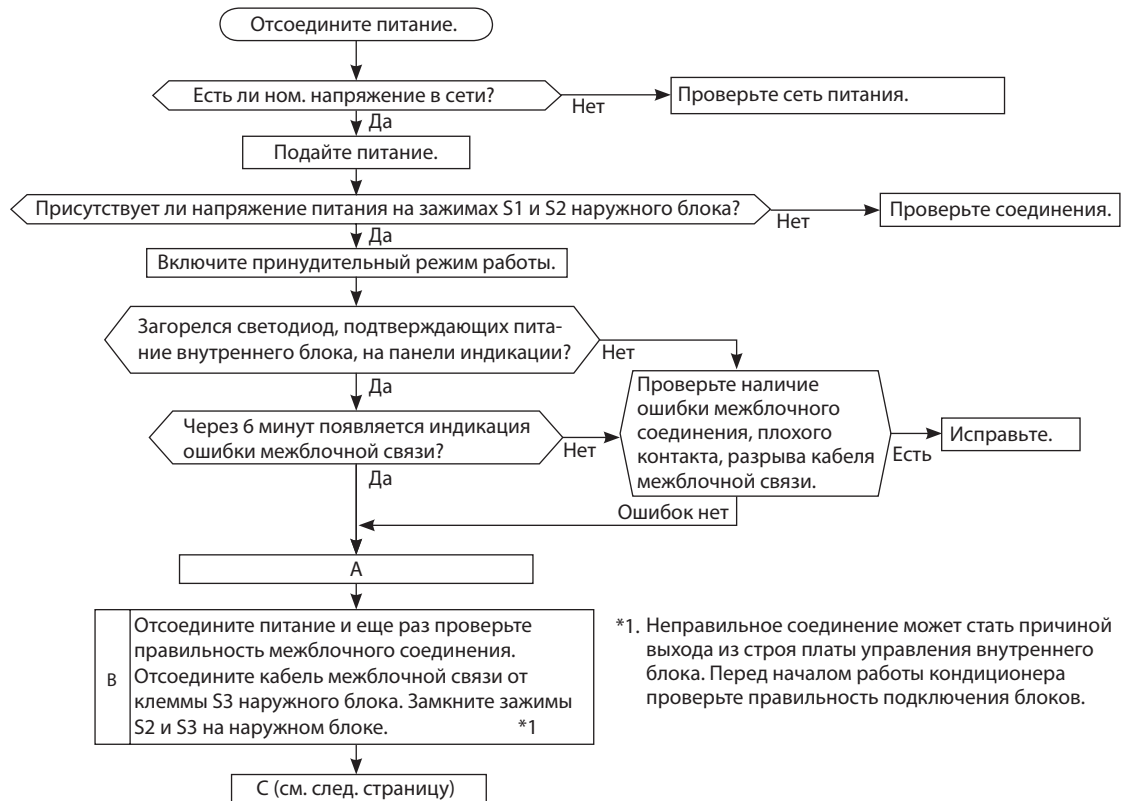 Отсоедините питание.
Есть ли ном. напряжение в сети?
Нет
Проверьте сеть питания.
Да
Подайте питание.
Присутствует ли напряжение питания на зажимах S1 и S2 наружного блока?
Нет
Проверьте соединения.
Да
Включите принудительный режим работы.
Загорелся светодиод, подтверждающих пита-
ние внутреннего блока, на панели индикации?
Нет
Да
Проверьте наличие
ошибки межблочного
соединения, плохого
контакта, разрыва кабеля
межблочной связи.
Через 6 минут появляется индикация
ошибки межблочной связи?
Нет
Есть
Исправьте.
Да
Ошибок нет
A
B
Отсоедините питание и еще раз проверьте
правильность межблочного соединения.
Отсоедините кабель межблочной связи от
клеммы S3 наружного блока. Замкните зажимы
S2 и S3 на наружном блоке. *1
*1. Неправильное соединение может стать причиной
выхода из строя платы управления внутреннего
блока. Перед началом работы кондиционера
проверьте правильность подключения блоков.
C (см. след. страницу)